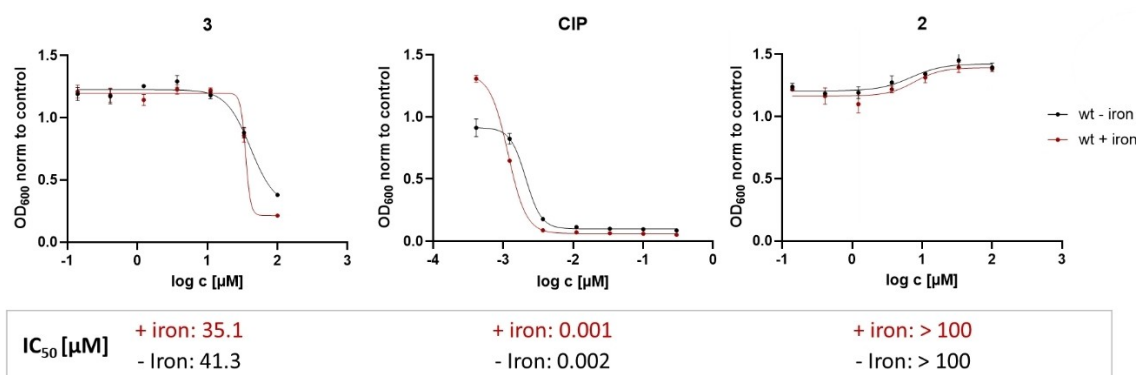 3
CIP
2
OD600 norm to control
1.5
1.0
0.5
0.0
-1 0 1 2 3
log c [µM]
OD600 norm to control
1.5
1.0
0.5
0.0
-4 -3 -2 -1 0
log c [µM]
OD600 norm to control
1.5
1.0
0.5
0.0
-1 0 1 2 3
log c [µM]
wt - iron
wt + iron
IC50 [µM]
+ iron: 35.1
- Iron: 41.3
+ iron: 0.001
- Iron: 0.002
+ iron: > 100
- Iron: > 100